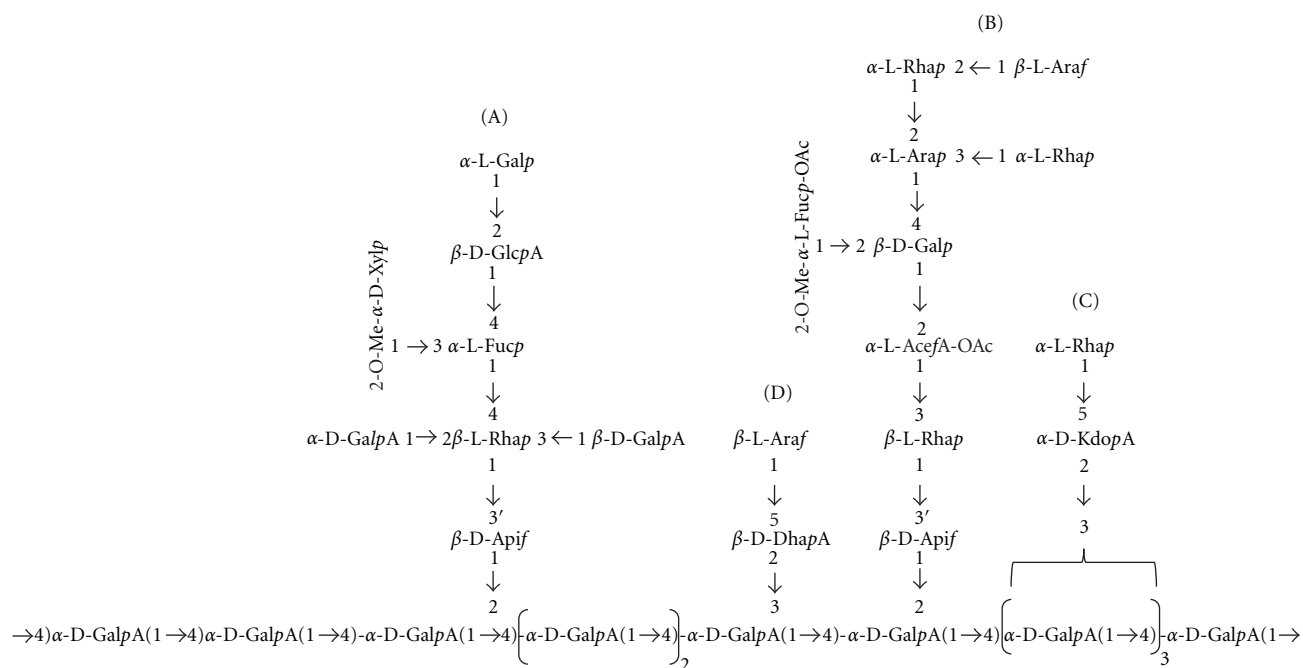 (B)
α-L-Rhap 2 ← 1 β-L-Araf
1
↓
(A)
2
α-L-Galp
α-L-Arap 3 ← 1 α-L-Rhap
1
1
↓
↓
2-O-Me-α-L-Fucp-OAc
2
4
β-D-GlcpA
1 → 2 β-D-Galp
1
1
2-O-Me-α-D-Xylp
↓
↓
(C)
4
2
1 → 3 α-L-Fucp
α-L-AcefA-OAc
α-L-Rhap
1
1
1
↓
(D)
↓
↓
4
3
5
α-D-GalpA 1 → 2β-L-Rhap 3 ← 1 β-D-GalpA
β-L-Araf
β-L-Rhap
α-D-KdopA
1
1
1
2
↓
↓
↓
↓
3′
5
3′
3
β-D-Apif
β-D-DhapA
β-D-Apif
1
2
1
↓
↓
↓
2
3
2
→4)α-D-GalpA(1→4)α-D-GalpA(1→4)-α-D-GalpA(1→4)(-α-D-GalpA(1→4))2-α-D-GalpA(1→4)-α-D-GalpA(1→4)(α-D-GalpA(1→4))3-α-D-GalpA(1→